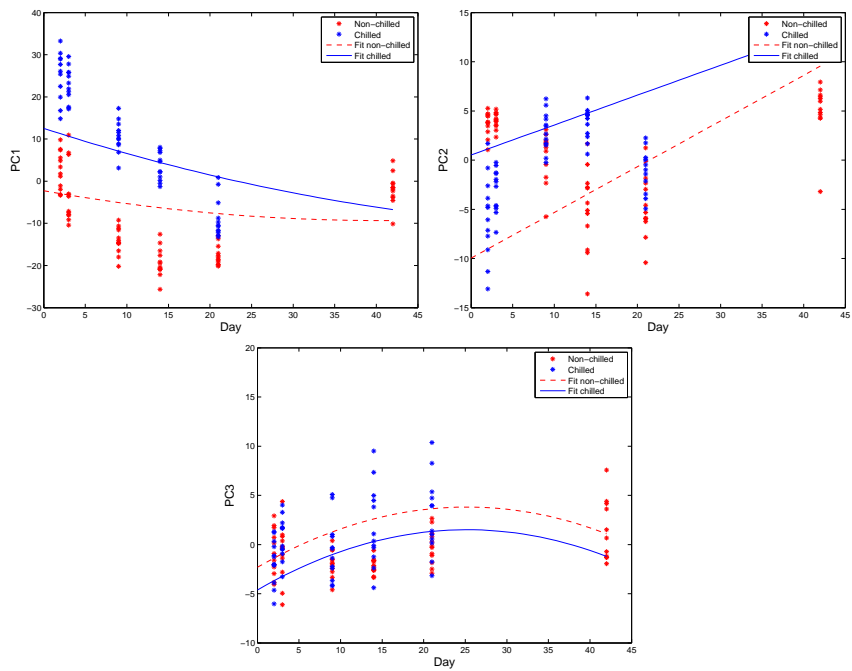 40
30
20
10
0
−10
−20
−30
0 5 10 15 20 25 30 35 40 45
PC1
Day
Non−chilled
Chilled
Fit non−chilled
Fit chilled
15
10
5
0
−5
−10
−15
0 5 10 15 20 25 30 35 40 45
PC2
Day
Non−chilled
Chilled
Fit non−chilled
Fit chilled
20
15
10
5
0
−5
−10
0 5 10 15 20 25 30 35 40 45
PC3
Day
Non−chilled
Chilled
Fit non−chilled
Fit chilled